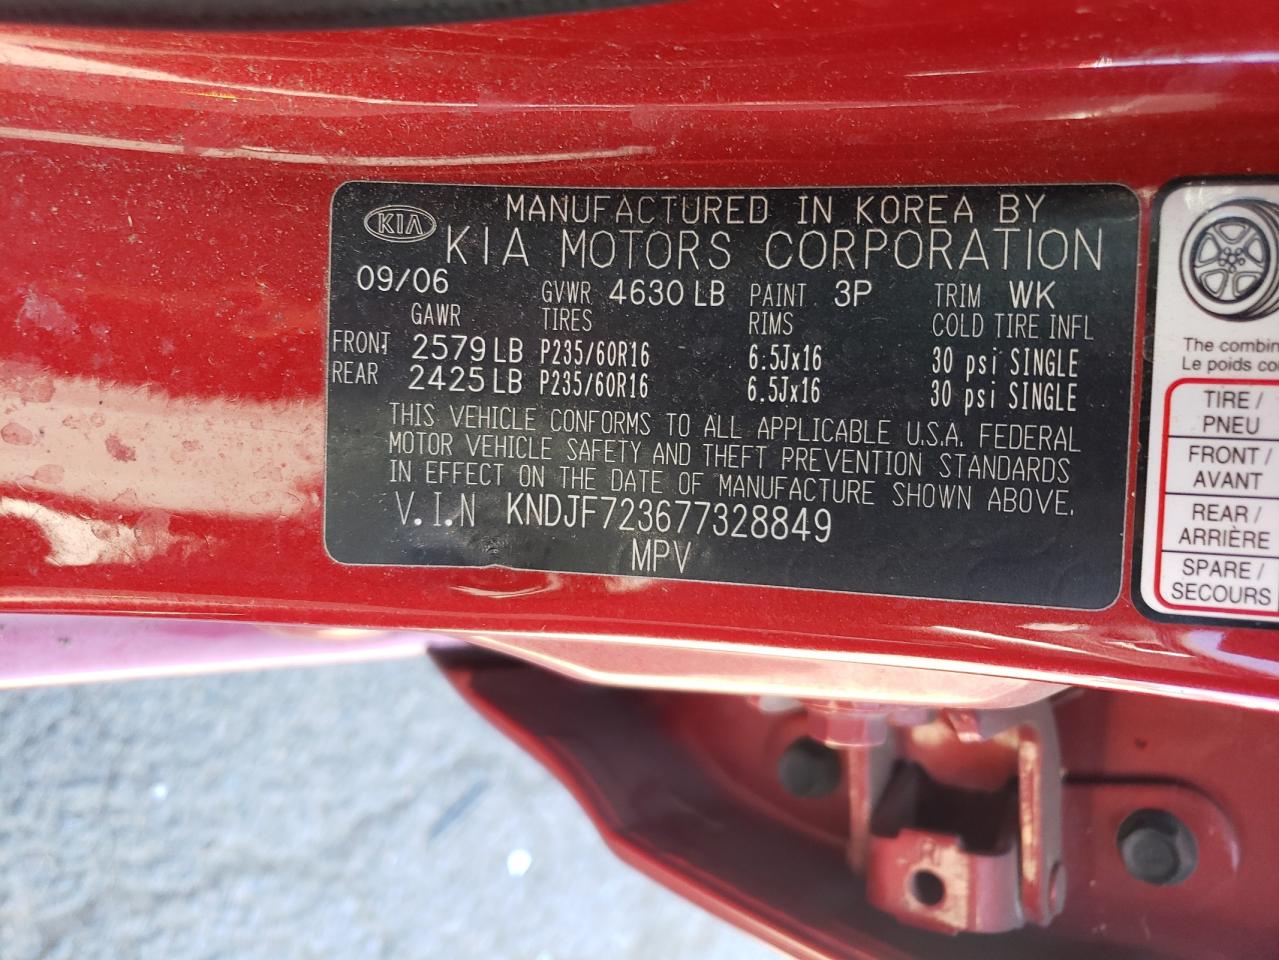 KIA
MANUFACTURED IN KOREA BY
KIA MOTORS CORPORATION
09/06 GVWR 4630 LB PAINT 3P TRIM WK
GAWR TIRES RIMS COLD TIRE INFL
FRONT 2579 LB P235/60R16 6.5Jx16 30 psi SINGLE
REAR 2425 LB P235/60R16 6.5Jx16 30 psi SINGLE
THIS VEHICLE CONFORMS TO ALL APPLICABLE U.S.A. FEDERAL
MOTOR VEHICLE SAFETY AND THEFT PREVENTION STANDARDS
IN EFFECT ON THE DATE OF MANUFACTURE SHOWN ABOVE.
V.I.N KNDJF723677328849
MPV
The combin
Le poids co
TIRE /
PNEU
FRONT /
AVANT
REAR /
ARRIÈRE
SPARE /
SECOURS